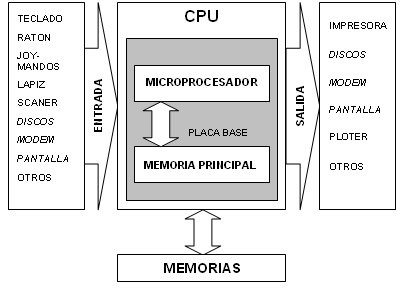 TECLADO
RATON
JOY-
MANDOS
LAPIZ
SCANER
DISCOS
MODEM
PANTALLA
OTROS
ENTRADA
CPU
MICROPROCESADOR
PLACA BASE
MEMORIA PRINCIPAL
SALIDA
IMPRESORA
DISCOS
MODEM
PANTALLA
PLOTER
OTROS
MEMORIAS